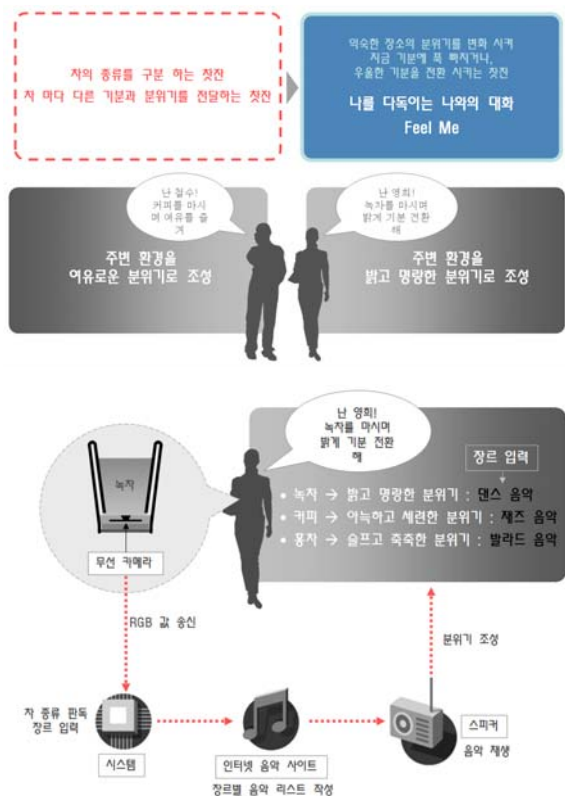 차의 종류를 구분 하는 찻잔
차 마다 다른 기분과 분위기를 전달하는 찻잔
익숙한 장소의 분위기를 변화 시켜
지금 기분에 푹 빠지거나,
우울한 기분을 전환 시키는 찻잔
나를 다독이는 나와의 대화
Feel Me
난 철수!
커피를 마시
며 여유를 즐
겨
난 영희!
녹차를 마시며
밝게 기분 전환
해
주변 환경을
여유로운 분위기로 조성
주변 환경을
밝고 명랑한 분위기로 조성
난 영희!
녹차를 마시며
밝게 기분 전환
해
장르 입력
녹차
• 녹차 → 밝고 명랑한 분위기 : 댄스 음악
• 커피 → 아늑하고 세련한 분위기 : 재즈 음악
• 홍차 → 슬프고 축축한 분위기 : 발라드 음악
무선 카메라
RGB 값 송신
분위기 조성
차 종류 판독
장르 입력
시스템
인터넷 음악 사이트
장르별 음악 리스트 작성
스피커
음악 재생